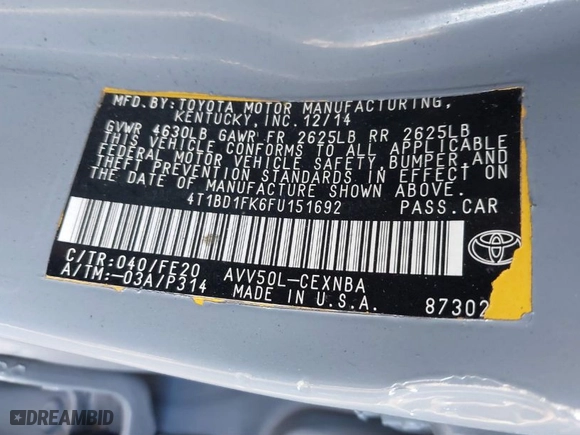 MFD.BY:TOYOTA MOTOR MANUFACTURING,
KENTUCKY, INC. 12/14
GVWR 4630LB GAWR FR 2625LB RR 2625LB
THIS VEHICLE CONFORMS TO ALL APPLICABLE
FEDERAL MOTOR VEHICLE SAFETY, BUMPER, AND
THEFT PREVENTION STANDARDS IN EFFECT ON
THE DATE OF MANUFACTURE SHOWN ABOVE.
4T1BD1FK6FU151692 PASS.CAR
C/TR:040/FE20 AVV50L-CEXNBA
A/TM:-03A/P314 MADE IN U.S.A. 87302
DREAMBID